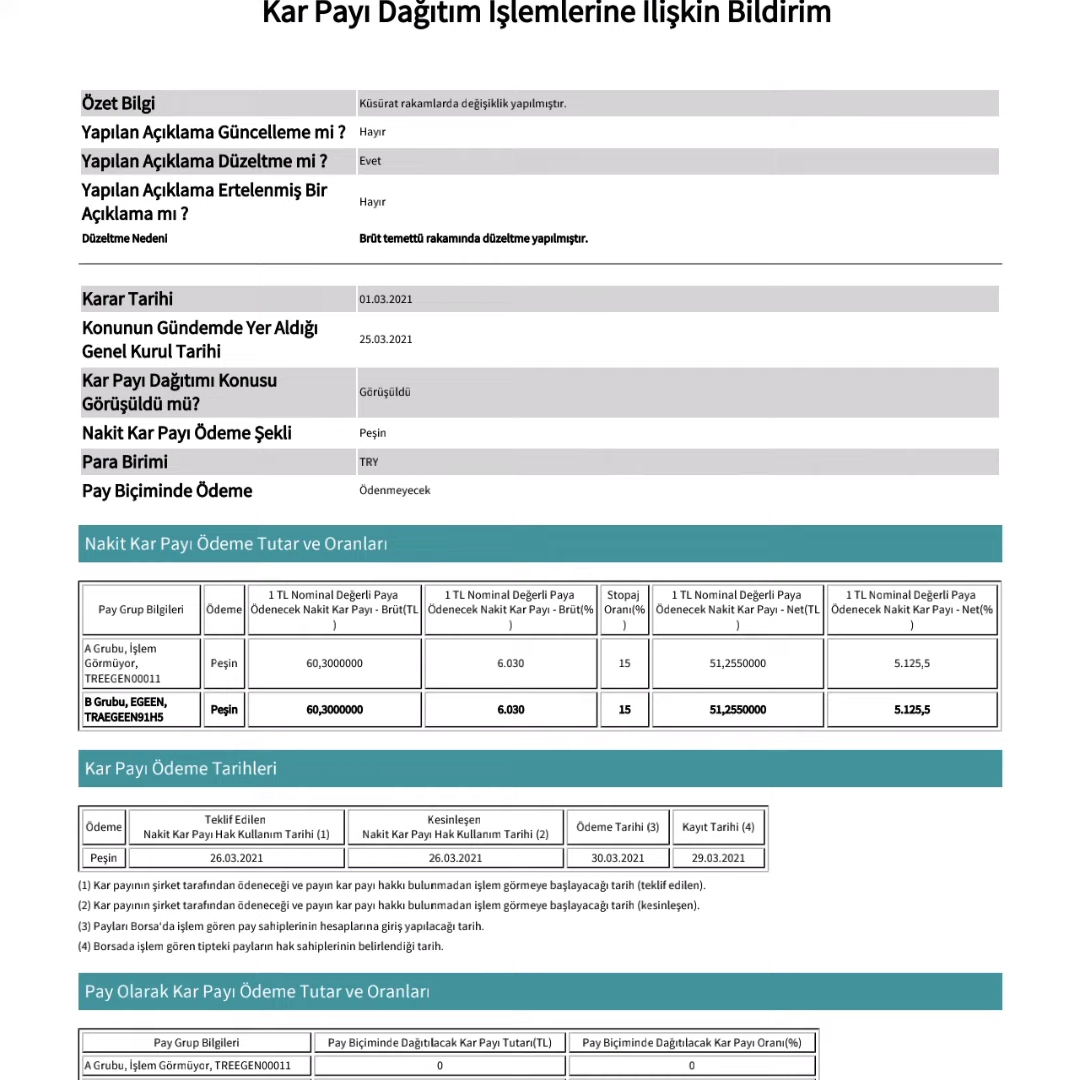 Kar Payı Dağıtım İşlemlerine İlişkin Bildirim
Özet Bilgi
Küsürat rakamlarda değişiklik yapılmıştır.
Yapılan Açıklama Güncelleme mi ?
Hayır
Yapılan Açıklama Düzeltme mi ?
Evet
Yapılan Açıklama Ertelenmiş Bir
Açıklama mı ?
Hayır
Düzeltme Nedeni
Brüt temettü rakamında düzeltme yapılmıştır.
Karar Tarihi
01.03.2021
Konunun Gündemde Yer Aldığı
Genel Kurul Tarihi
25.03.2021
Kar Payı Dağıtımı Konusu
Görüşüldü mü?
Görüşüldü
Nakit Kar Payı Ödeme Şekli
Peşin
Para Birimi
TRY
Pay Biçiminde Ödeme
Ödenmeyecek
Nakit Kar Payı Ödeme Tutar ve Oranları
Pay Grup Bilgileri
Ödeme
1 TL Nominal Değerli Paya
Ödenecek Nakit Kar Payı - Brüt(TL
)
1 TL Nominal Değerli Paya
Ödenecek Nakit Kar Payı - Brüt(%
)
Stopaj
Oranı(%
)
1 TL Nominal Değerli Paya
Ödenecek Nakit Kar Payı - Net(TL
)
1 TL Nominal Değerli Paya
Ödenecek Nakit Kar Payı - Net(%
)
A Grubu, İşlem
Görmüyor,
TREEGEN00011
Peşin
60,3000000
6.030
15
51,2550000
5.125,5
B Grubu, EGEEN,
TRAEGEEN91H5
Peşin
60,3000000
6.030
15
51,2550000
5.125,5
Kar Payı Ödeme Tarihleri
Ödeme
Teklif Edilen
Nakit Kar Payı Hak Kullanım Tarihi (1)
Kesinleşen
Nakit Kar Payı Hak Kullanım Tarihi (2)
Ödeme Tarihi (3)
Kayıt Tarihi (4)
Peşin
26.03.2021
26.03.2021
30.03.2021
29.03.2021
(1) Kar payının şirket tarafından ödeneceği ve payın kar payı hakkı bulunmadan işlem görmeye başlayacağı tarih (teklif edilen).
(2) Kar payının şirket tarafından ödeneceği ve payın kar payı hakkı bulunmadan işlem görmeye başlayacağı tarih (kesinleşen).
(3) Payları Borsa'da işlem gören pay sahiplerinin hesaplarına giriş yapılacağı tarih.
(4) Borsada işlem gören tipteki payların hak sahiplerinin belirlendiği tarih.
Pay Olarak Kar Payı Ödeme Tutar ve Oranları
Pay Grup Bilgileri
Pay Biçiminde Dağıtılacak Kar Payı Tutarı(TL)
Pay Biçiminde Dağıtılacak Kar Payı Oranı(%)
A Grubu, İşlem Görmüyor, TREEGEN00011
0
0